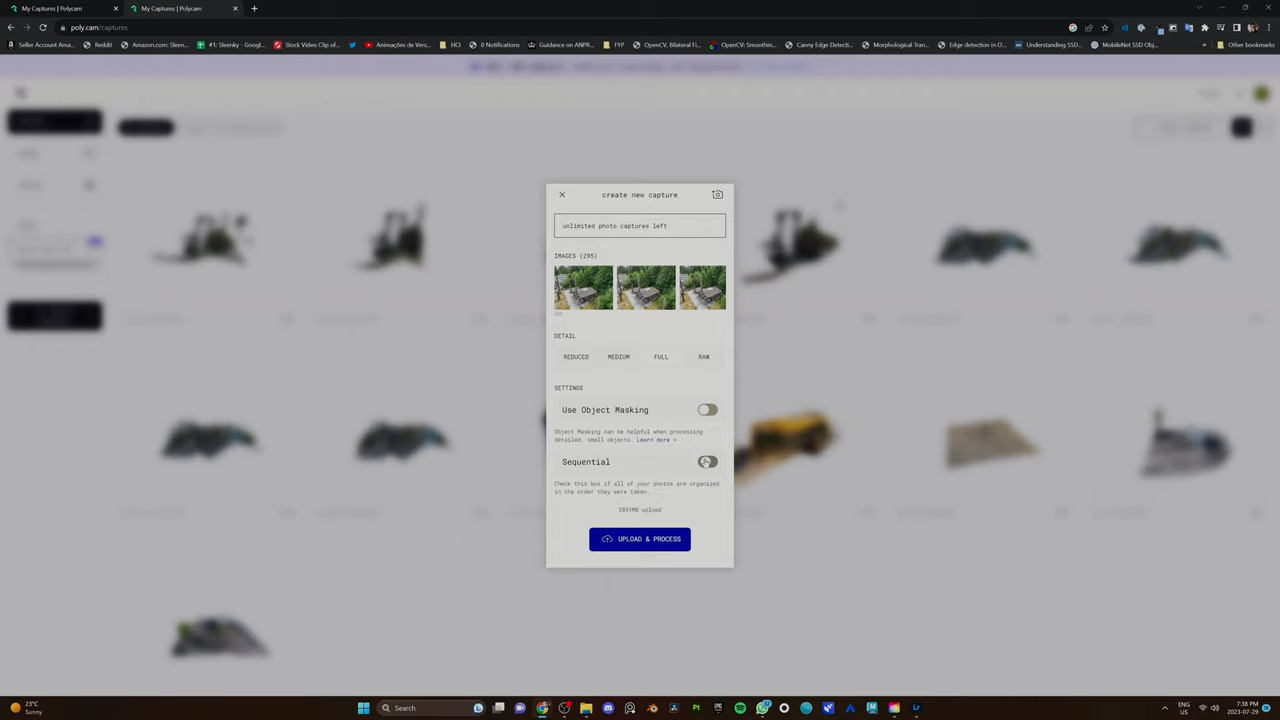 My Captures | Polycam
My Captures | Polycam
poly.cam/captures
Seller Account Ama...
Reddit
Amazon.com: Sleen...
#1: Sleenky - Googl...
Stock Video Clip of...
Animações de Vers...
HCI
0 Notifications
Guidance on ANPR...
FYP
OpenCV, Bilateral Fi...
OpenCV: Smoothin...
Canny Edge Detecti...
Morphological Tran...
Edge detection in O...
Understanding SSD...
MobileNet SSD Obj...
Other bookmarks
create new capture
unlimited photo captures left
IMAGES (295)
DETAIL
REDUCED MEDIUM FULL RAW
SETTINGS
Use Object Masking
Object Masking can be helpful when processing
detailed, small objects. Learn more →
Sequential
Check this box if all of your photos are organized
in the order they were taken.
2891MB upload
UPLOAD & PROCESS
23°C
Sunny
Search
ENG
US
7:38 PM
2023-07-29